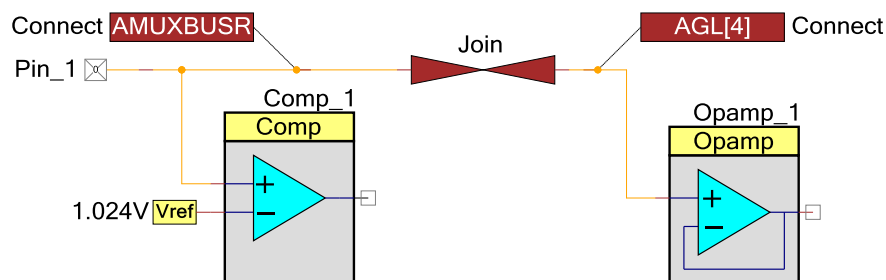 Connect AMUXBUSR
AGL[4] Connect
Join
Pin_1
Comp_1
Comp
Opamp_1
Opamp
+
+
1.024V Vref
−
−